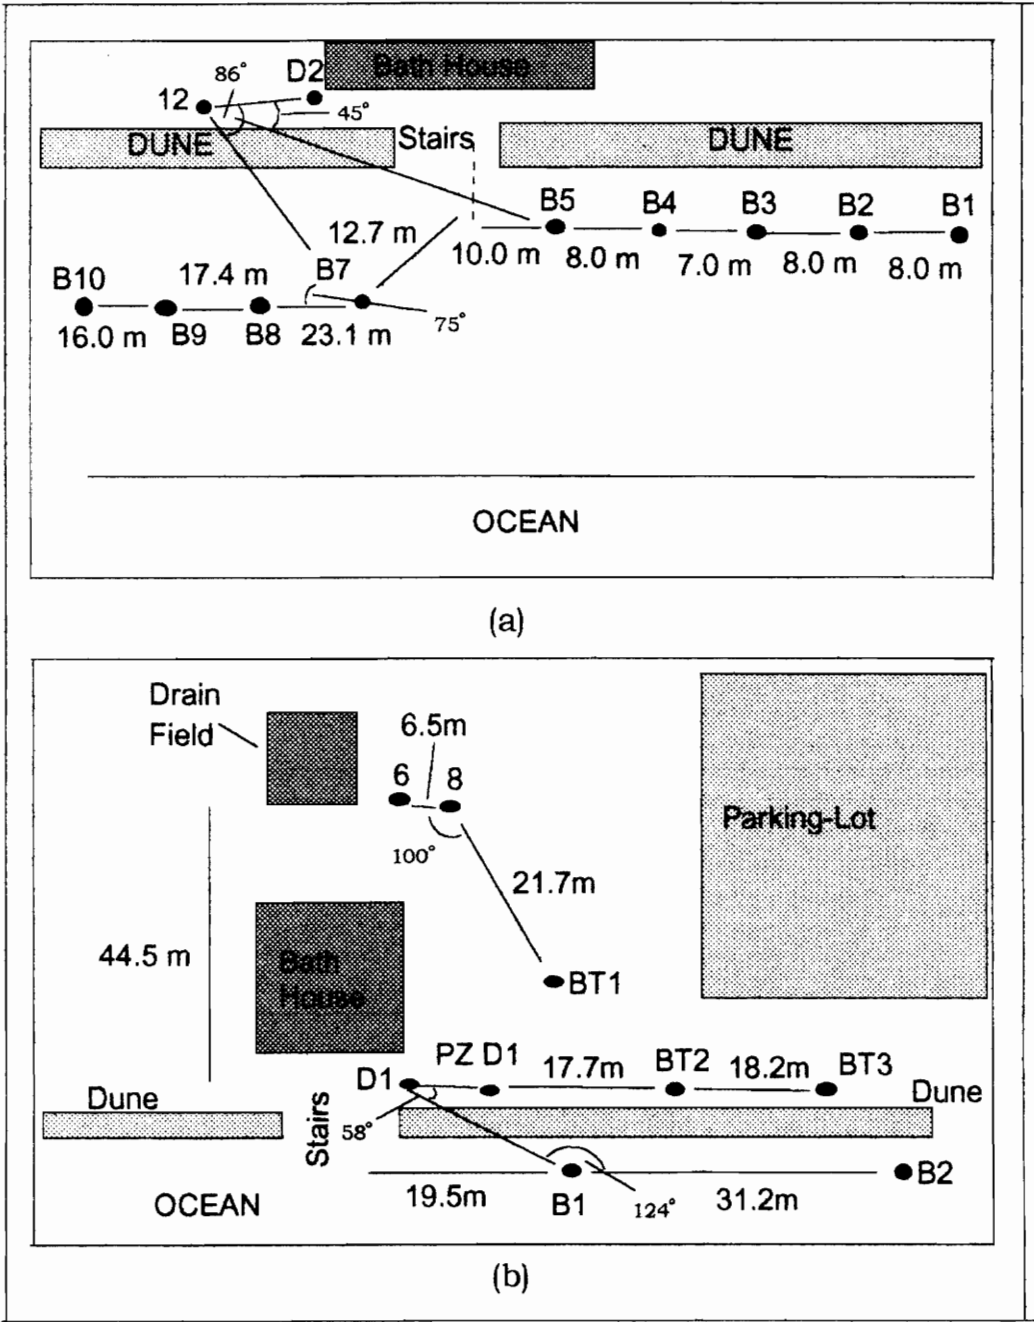 Bath House
86°
D2
12
45°
DUNE
Stairs
DUNE
B5
B4
B3
B2
B1
12.7 m
10.0 m
8.0 m
7.0 m
8.0 m
8.0 m
B10
17.4 m
B7
16.0 m
B9
B8
23.1 m
75°
OCEAN
(a)
Drain
Field
6.5m
6
8
100°
Parking-Lot
21.7m
44.5 m
Bath
House
BT1
PZ D1
17.7m
BT2
18.2m
BT3
D1
Dune
Dune
Stairs
58°
OCEAN
19.5m
B1
124°
31.2m
B2
(b)